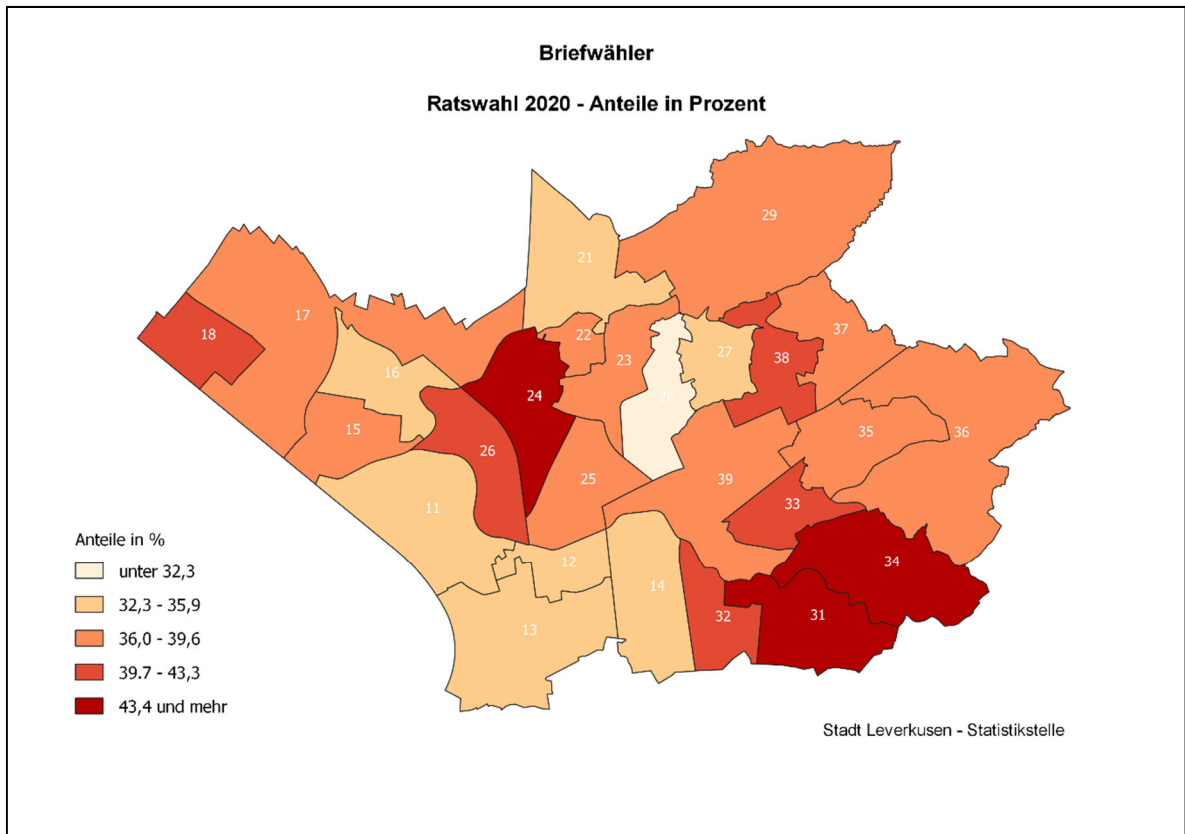 Briefwähler
Ratswahl 2020 - Anteile in Prozent
29
21
17
18
22
37
23
27
38
16
24
28
15
35
36
26
25
39
11
33
12
34
14
13
32
31
Anteile in %
unter 32,3
32,3 - 35,9
36,0 - 39,6
39.7 - 43,3
43,4 und mehr
Stadt Leverkusen - Statistikstelle